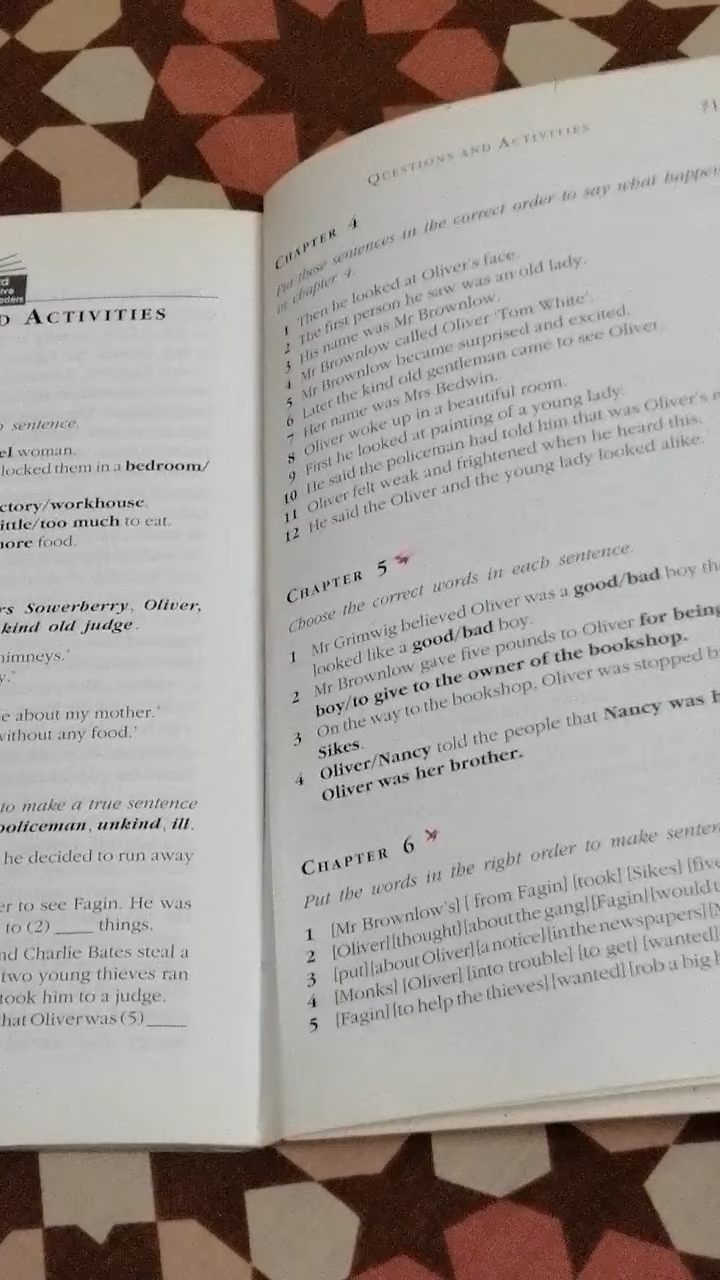 D ACTIVITIES
sentence.
el woman.
locked them in a bedroom/
ctory/workhouse.
ittle/too much to eat.
more food.
rs Sowerberry, Oliver,
kind old judge.
himneys.'
y.'
e about my mother.'
without any food.'
to make a true sentence
policeman, unkind, ill.
he decided to run away
er to see Fagin. He was
to (2) ____ things.
nd Charlie Bates steal a
two young thieves ran
took him to a judge.
hat Oliver was (5) ____
QUESTIONS AND ACTIVITIES
CHAPTER 4
Put these sentences in the correct order to say what happen
in chapter 4.
1 Then he looked at Oliver's face.
2 The first person he saw was an old lady.
3 His name was Mr Brownlow.
4 Mr Brownlow called Oliver 'Tom White'.
5 Mr Brownlow became surprised and excited.
6 Later the kind old gentleman came to see Oliver.
7 Her name was Mrs Bedwin.
8 Oliver woke up in a beautiful room.
9 First he looked at painting of a young lady.
10 He said the policeman had told him that was Oliver's
11 Oliver felt weak and frightened when he heard this.
12 He said the Oliver and the young lady looked alike.
CHAPTER 5
Choose the correct words in each sentence.
1 Mr Grimwig believed Oliver was a good/bad boy th
looked like a good/bad boy.
2 Mr Brownlow gave five pounds to Oliver for being
boy/to give to the owner of the bookshop.
3 On the way to the bookshop, Oliver was stopped b
Sikes.
4 Oliver/Nancy told the people that Nancy was h
Oliver was her brother.
CHAPTER 6
Put the words in the right order to make senten
1 [Mr Brownlow's] [ from Fagin] [took] [Sikes] [five
2 [Oliver][thought][about the gang][Fagin][would t
3 [put][about Oliver][a notice][in the newspapers][M
4 [Monks] [Oliver] [into trouble] [to get] [wanted]
5 [Fagin] [to help the thieves] [wanted] [rob a big h